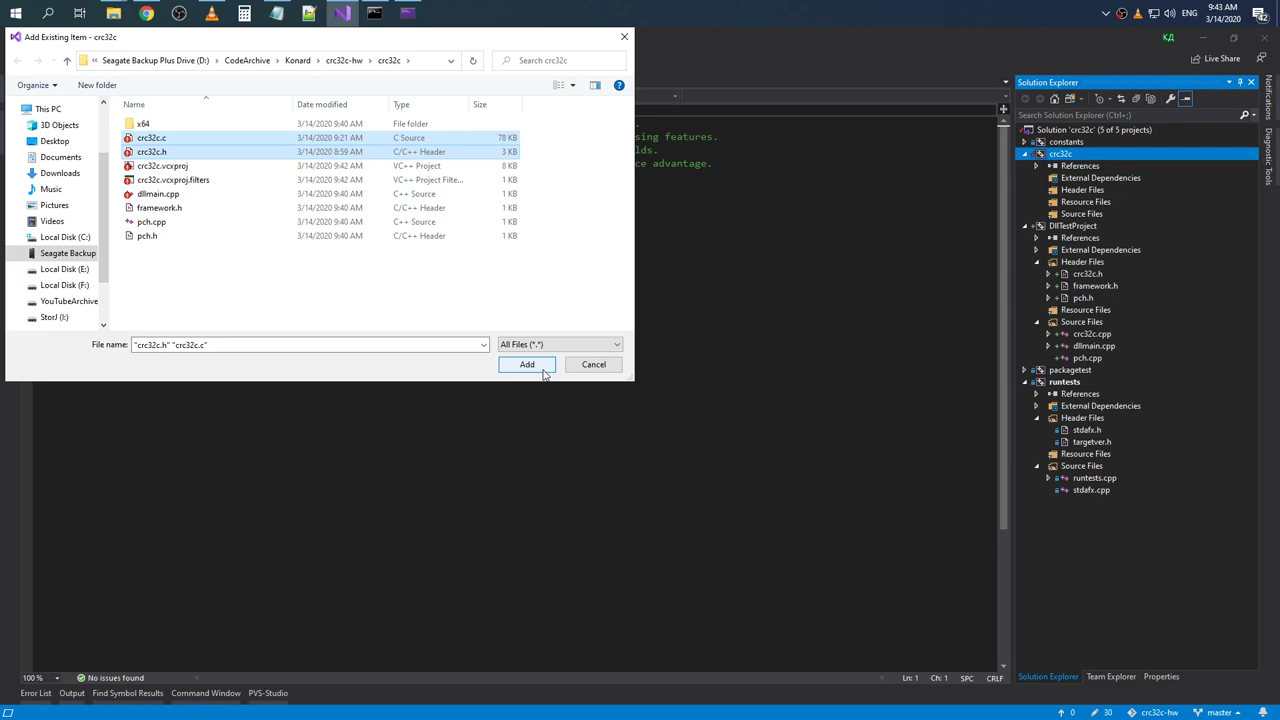 ENG
9:43 AM
3/14/2020
42
Add Existing Item - crc32c
« Seagate Backup Plus Drive (D:) > CodeArchive > Konard > crc32c-hw > crc32c >
Search crc32c
Organize
New folder
Name
Date modified
Type
Size
This PC
3D Objects
Desktop
Documents
Downloads
Music
Pictures
Videos
Local Disk (C:)
Seagate Backup
Local Disk (E:)
Local Disk (F:)
YouTubeArchive
StorJ (I:)
x64 3/14/2020 9:40 AM File folder
crc32c.c 3/14/2020 9:21 AM C Source 78 KB
crc32c.h 3/14/2020 8:59 AM C/C++ Header 3 KB
crc32c.vcxproj 3/14/2020 9:42 AM VC++ Project 8 KB
crc32c.vcxproj.filters 3/14/2020 9:42 AM VC++ Project Filte... 1 KB
dllmain.cpp 3/14/2020 9:40 AM C++ Source 1 KB
framework.h 3/14/2020 9:40 AM C/C++ Header 1 KB
pch.cpp 3/14/2020 9:40 AM C++ Source 1 KB
pch.h 3/14/2020 9:40 AM C/C++ Header 1 KB
File name: "crc32c.h" "crc32c.c"
All Files (*.*)
Add
Cancel
sing features.
lds.
ce advantage.
КД
Live Share
Solution Explorer
Search Solution Explorer (Ctrl+;)
Solution 'crc32c' (5 of 5 projects)
constants
crc32c
References
External Dependencies
Header Files
Resource Files
Source Files
DllTestProject
References
External Dependencies
Header Files
crc32c.h
framework.h
pch.h
Resource Files
Source Files
crc32c.cpp
dllmain.cpp
pch.cpp
packagetest
runtests
References
External Dependencies
Header Files
stdafx.h
targetver.h
Resource Files
Source Files
runtests.cpp
stdafx.cpp
Notifications
Diagnostic Tools
100 %
No issues found
Ln: 1
Ch: 1
SPC
CRLF
Solution Explorer
Team Explorer
Properties
Error List
Output
Find Symbol Results
Command Window
PVS-Studio
0
30
crc32c-hw
master